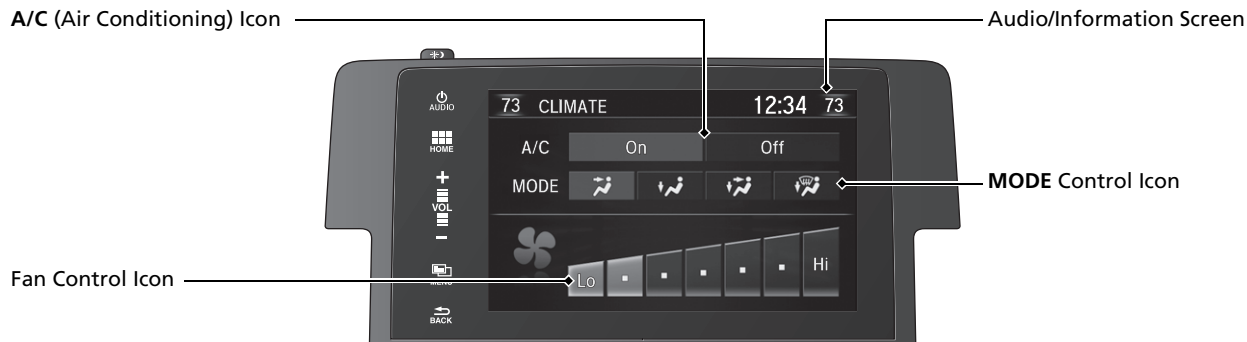 A/C (Air Conditioning) Icon
Audio/Information Screen
AUDIO
73 CLIMATE 12:34 73
HOME
A/C On Off
MODE
MODE Control Icon
+
VOL
-
Fan Control Icon
Lo Hi
MENU
BACK